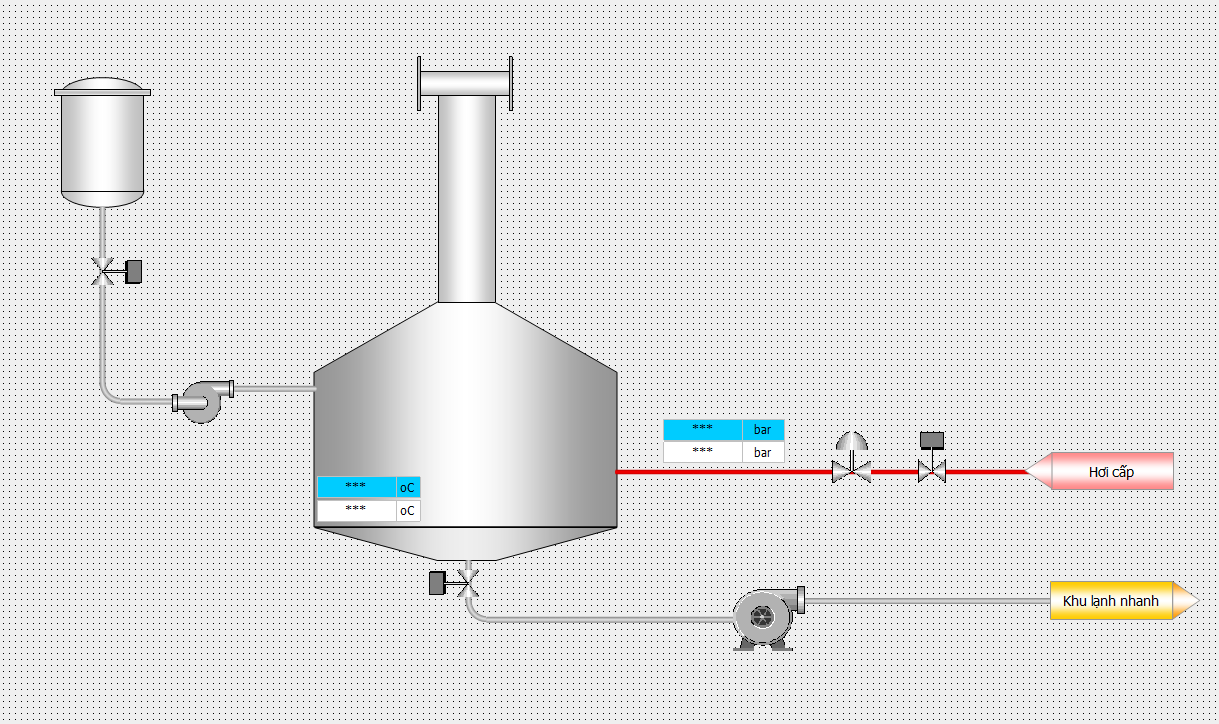 *** bar
*** bar
Hơi cấp
*** oC
*** oC
Khu lạnh nhanh